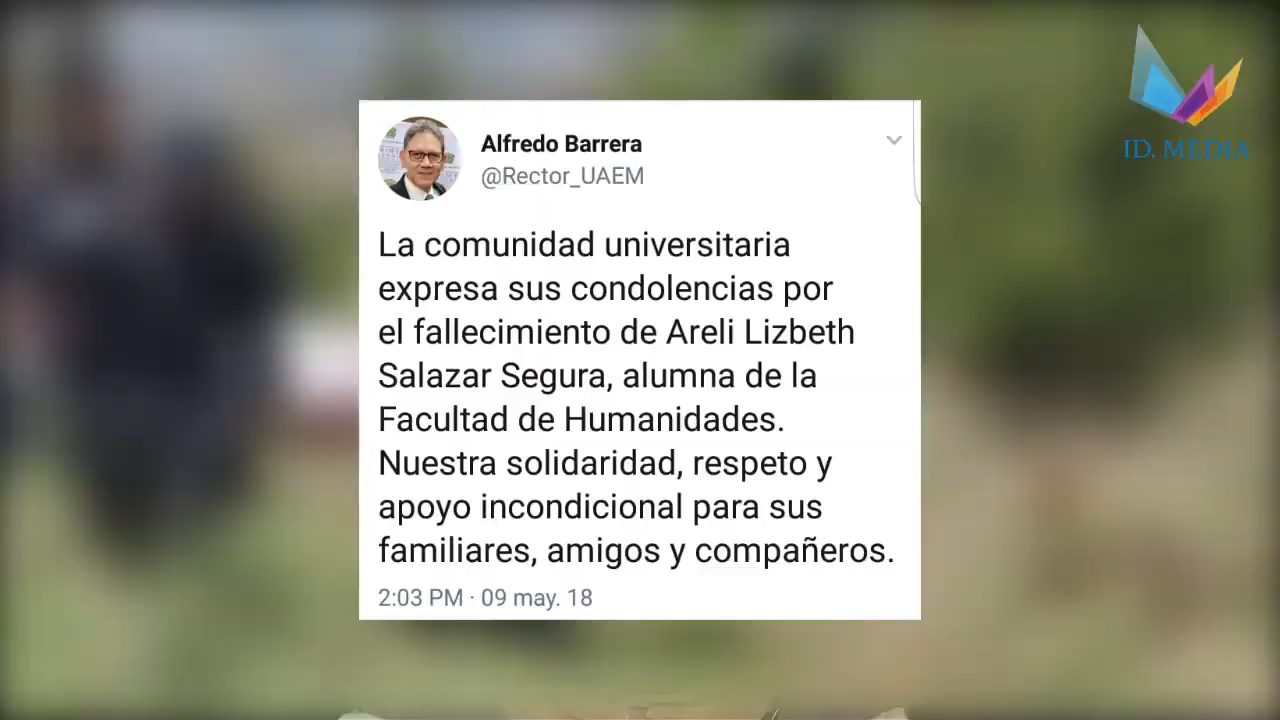 ID. MEDIA
Alfredo Barrera
@Rector_UAEM
La comunidad universitaria
expresa sus condolencias por
el fallecimiento de Areli Lizbeth
Salazar Segura, alumna de la
Facultad de Humanidades.
Nuestra solidaridad, respeto y
apoyo incondicional para sus
familiares, amigos y compañeros.
2:03 PM · 09 may. 18